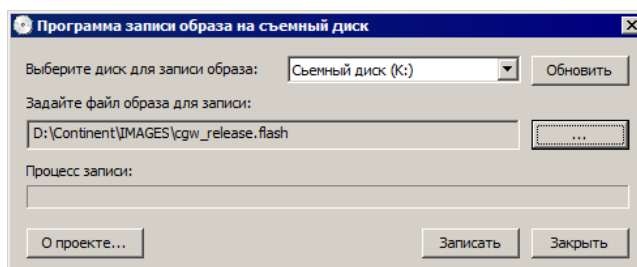 Программа записи образа на съемный диск
Выберите диск для записи образа: Сьемный диск (K:) Обновить
Задайте файл образа для записи:
D:\Continent\IMAGES\cgw_release.flash ...
Процесс записи:
О проекте... Записать Закрыть